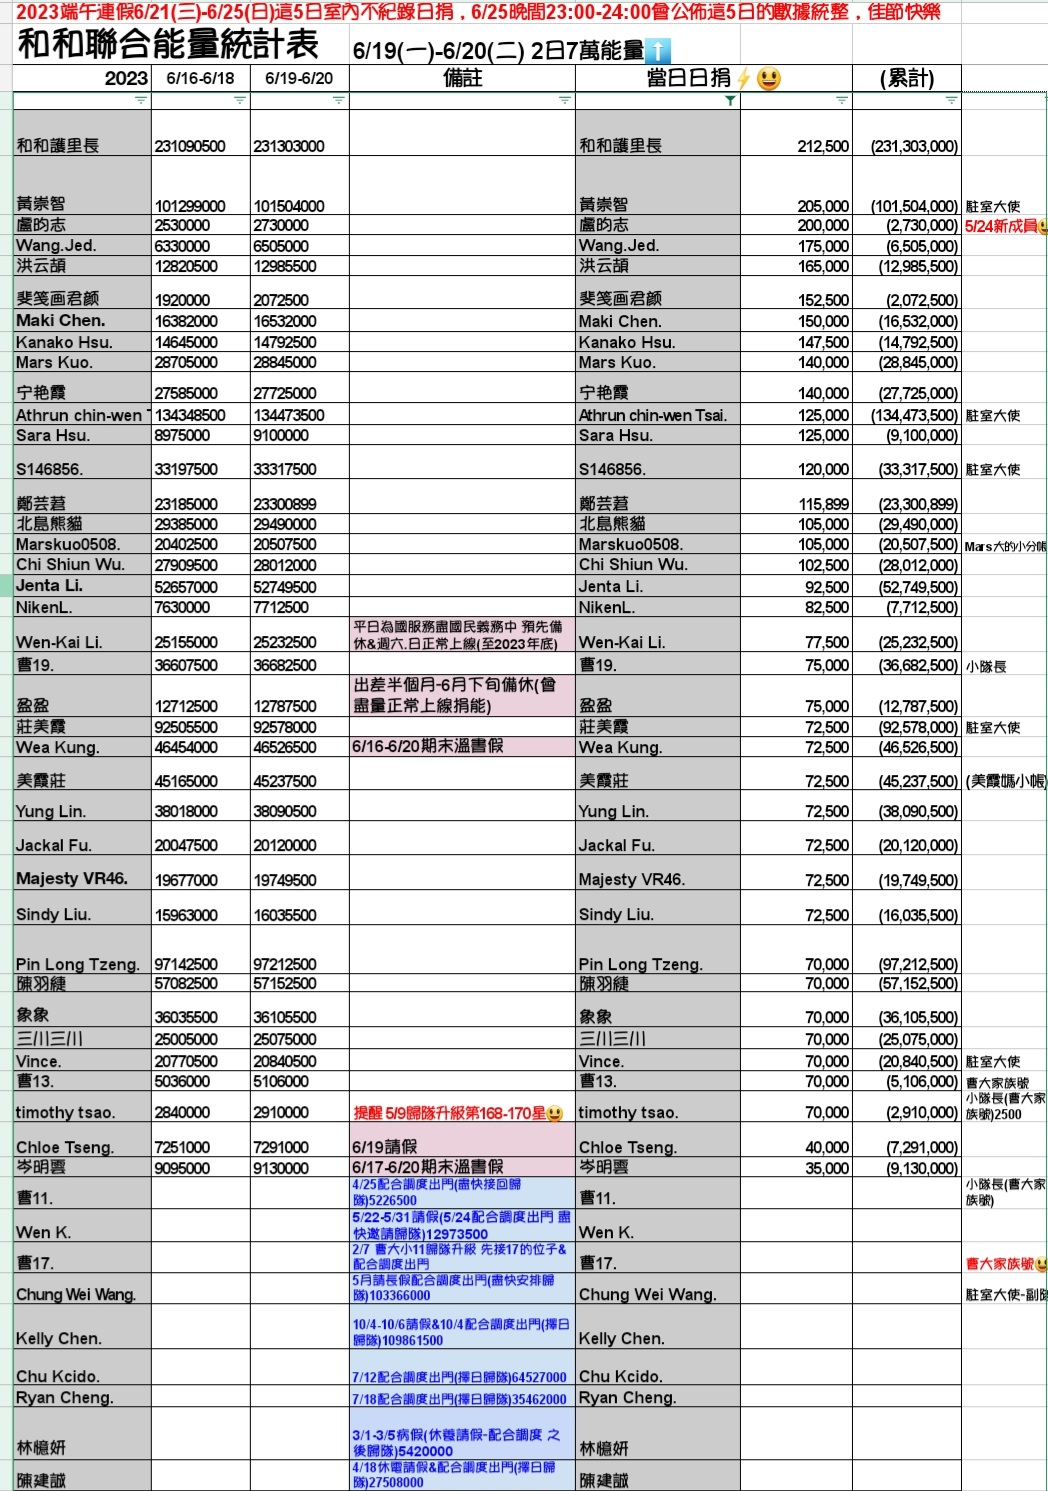 2023端午連假6/21(三)-6/25(日)這5日室內不紀錄日捐，6/25晚間23:00-24:00會公佈這5日的數據統整，佳節快樂
和和聯合能量統計表 6/19(一)-6/20(二) 2日7萬能量⬆️
2023 6/16-6/18 6/19-6/20 備註 當日日捐⚡😃 (累計)
和和護里長 231090500 231303000 和和護里長 212,500 (231,303,000)
黃崇智 101299000 101504000 黃崇智 205,000 (101,504,000) 駐室大使
盧昀志 2530000 2730000 盧昀志 200,000 (2,730,000) 5/24新成員😃
Wang.Jed. 6330000 6505000 Wang.Jed. 175,000 (6,505,000)
洪云頡 12820500 12985500 洪云頡 165,000 (12,985,500)
斐笺画君颜 1920000 2072500 斐笺画君颜 152,500 (2,072,500)
Maki Chen. 16382000 16532000 Maki Chen. 150,000 (16,532,000)
Kanako Hsu. 14645000 14792500 Kanako Hsu. 147,500 (14,792,500)
Mars Kuo. 28705000 28845000 Mars Kuo. 140,000 (28,845,000)
宁艳霞 27585000 27725000 宁艳霞 140,000 (27,725,000)
Athrun chin-wen T 134348500 134473500 Athrun chin-wen Tsai. 125,000 (134,473,500) 駐室大使
Sara Hsu. 8975000 9100000 Sara Hsu. 125,000 (9,100,000)
S146856. 33197500 33317500 S146856. 120,000 (33,317,500) 駐室大使
鄭芸莙 23185000 23300899 鄭芸莙 115,899 (23,300,899)
北島熊貓 29385000 29490000 北島熊貓 105,000 (29,490,000)
Marskuo0508. 20402500 20507500 Marskuo0508. 105,000 (20,507,500) Mars大的小分帳
Chi Shiun Wu. 27909500 28012000 Chi Shiun Wu. 102,500 (28,012,000)
Jenta Li. 52657000 52749500 Jenta Li. 92,500 (52,749,500)
NikenL. 7630000 7712500 NikenL. 82,500 (7,712,500)
平日為國服務盡國民義務中 預先備
Wen-Kai Li. 25155000 25232500 休&週六.日正常上線(至2023年底) Wen-Kai Li. 77,500 (25,232,500)
曹19. 36607500 36682500 曹19. 75,000 (36,682,500) 小隊長
出差半個月-6月下旬備休(會
盈盈 12712500 12787500 盡量正常上線捐能) 盈盈 75,000 (12,787,500)
莊美霞 92505500 92578000 莊美霞 72,500 (92,578,000) 駐室大使
Wea Kung. 46454000 46526500 6/16-6/20期末溫書假 Wea Kung. 72,500 (46,526,500)
美霞莊 45165000 45237500 美霞莊 72,500 (45,237,500) (美霞媽小帳)
Yung Lin. 38018000 38090500 Yung Lin. 72,500 (38,090,500)
Jackal Fu. 20047500 20120000 Jackal Fu. 72,500 (20,120,000)
Majesty VR46. 19677000 19749500 Majesty VR46. 72,500 (19,749,500)
Sindy Liu. 15963000 16035500 Sindy Liu. 72,500 (16,035,500)
Pin Long Tzeng. 97142500 97212500 Pin Long Tzeng. 70,000 (97,212,500)
陳羽緁 57082500 57152500 陳羽緁 70,000 (57,152,500)
象象 36035500 36105500 象象 70,000 (36,105,500)
三川三川 25005000 25075000 三川三川 70,000 (25,075,000)
Vince. 20770500 20840500 Vince. 70,000 (20,840,500) 駐室大使
曹13. 5036000 5106000 曹13. 70,000 (5,106,000) 曹大家族號
小隊長(曹大家
timothy tsao. 2840000 2910000 提醒 5/9歸隊升級第168-170星😃 timothy tsao. 70,000 (2,910,000) 族號)2500
Chloe Tseng. 7251000 7291000 6/19請假 Chloe Tseng. 40,000 (7,291,000)
岑明雲 9095000 9130000 6/17-6/20期末溫書假 岑明雲 35,000 (9,130,000)
4/25配合調度出門(盡快接回歸 小隊長(曹大家
曹11. 隊)5226500 曹11. 族號)
5/22-5/31請假(5/24配合調度出門 盡
Wen K. 快邀請歸隊)12973500 Wen K.
2/7 曹大小11歸隊升級 先接17的位子&
曹17. 配合調度出門 曹17. 曹大家族號😃
5月請長假配合調度出門(盡快安排歸
Chung Wei Wang. 隊)103366000 Chung Wei Wang. 駐室大使-副隊
10/4-10/6請假&10/4配合調度出門(擇日
Kelly Chen. 歸隊)109861500 Kelly Chen.
Chu Kcido. 7/12配合調度出門(擇日歸隊)64527000 Chu Kcido.
Ryan Cheng. 7/18配合調度出門(擇日歸隊)35462000 Ryan Cheng.
3/1-3/5病假(休養請假-配合調度 之
林檍妍 後歸隊)5420000 林檍妍
4/18休電請假&配合調度出門(擇日歸
陳建誠 隊)27508000 陳建誠